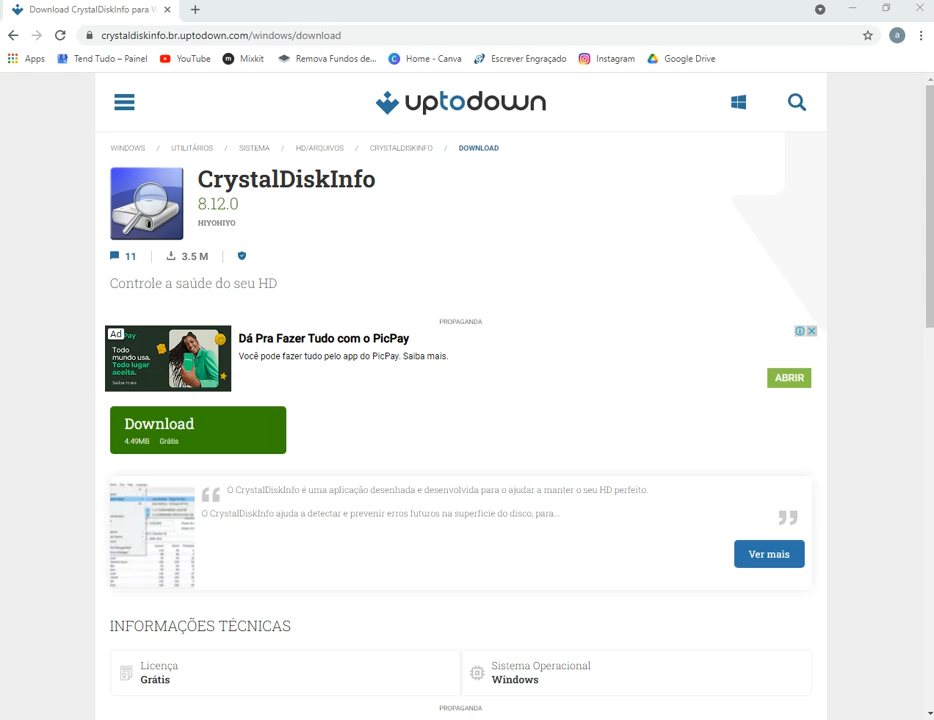 Download CrystalDiskInfo para W
crystaldiskinfo.br.uptodown.com/windows/download
a
Apps
Tend Tudo – Painel
YouTube
Mixkit
Remova Fundos de...
Home - Canva
Escrever Engraçado
Instagram
Google Drive
uptodown
WINDOWS / UTILITÁRIOS / SISTEMA / HD/ARQUIVOS / CRYSTALDISKINFO / DOWNLOAD
CrystalDiskInfo
8.12.0
HIYOHIYO
11
3.5 M
Controle a saúde do seu HD
PROPAGANDA
Ad
Pay
Todo
mundo usa.
Todo lugar
aceita.
Saiba mais
Dá Pra Fazer Tudo com o PicPay
Você pode fazer tudo pelo app do PicPay. Saiba mais.
ABRIR
Download
4.49MB Grátis
O CrystalDiskInfo é uma aplicação desenhada e desenvolvida para o ajudar a manter o seu HD perfeito.
O CrystalDiskInfo ajuda a detectar e prevenir erros futuros na superfície do disco, para...
Ver mais
INFORMAÇÕES TÉCNICAS
Licença
Grátis
Sistema Operacional
Windows
PROPAGANDA